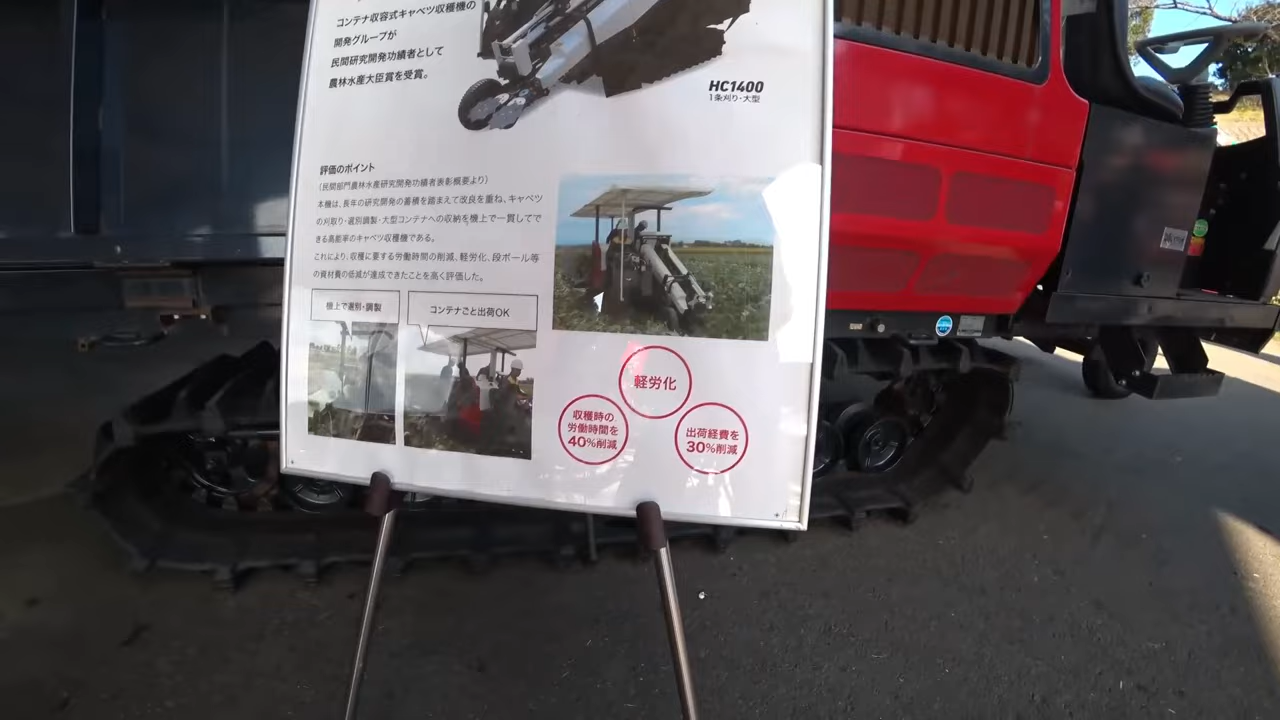 コンテナ収容式キャベツ収穫機の
開発グループが
民間研究開発功績者として
農林水産大臣賞を受賞。
HC1400
1条刈り・大型
評価のポイント
(民間部門農林水産研究開発功績者表彰概要より)
本機は、長年の研究開発の蓄積を踏まえて改良を重ね、キャベツ
の刈取り・選別調製・大型コンテナへの収納を機上で一貫してで
きる高能率のキャベツ収穫機である。
これにより、収穫に要する労働時間の削減、軽労化、段ボール等
の資材費の低減が達成できたことを高く評価した。
機上で選別・調製
コンテナごと出荷OK
軽労化
収穫時の
労働時間を
40%削減
出荷経費を
30%削減